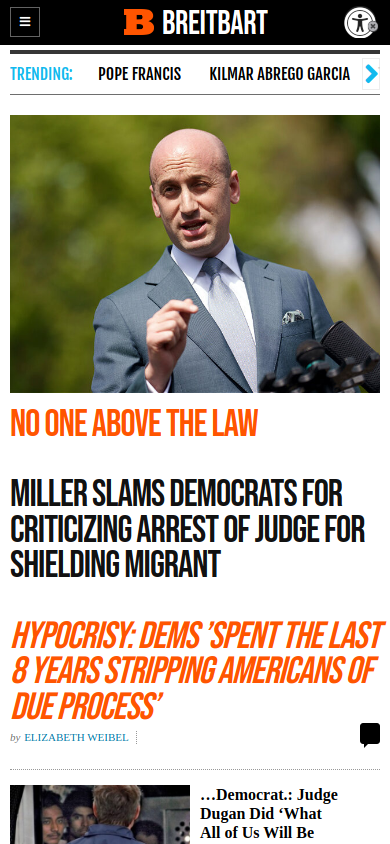 BREITBART
TRENDING: POPE FRANCIS KILMAR ABREGO GARCIA
NO ONE ABOVE THE LAW
MILLER SLAMS DEMOCRATS FOR
CRITICIZING ARREST OF JUDGE FOR
SHIELDING MIGRANT
HYPOCRISY: DEMS ’SPENT THE LAST
8 YEARS STRIPPING AMERICANS OF
DUE PROCESS’
by ELIZABETH WEIBEL
…Democrat.: Judge
Dugan Did ‘What
All of Us Will Be